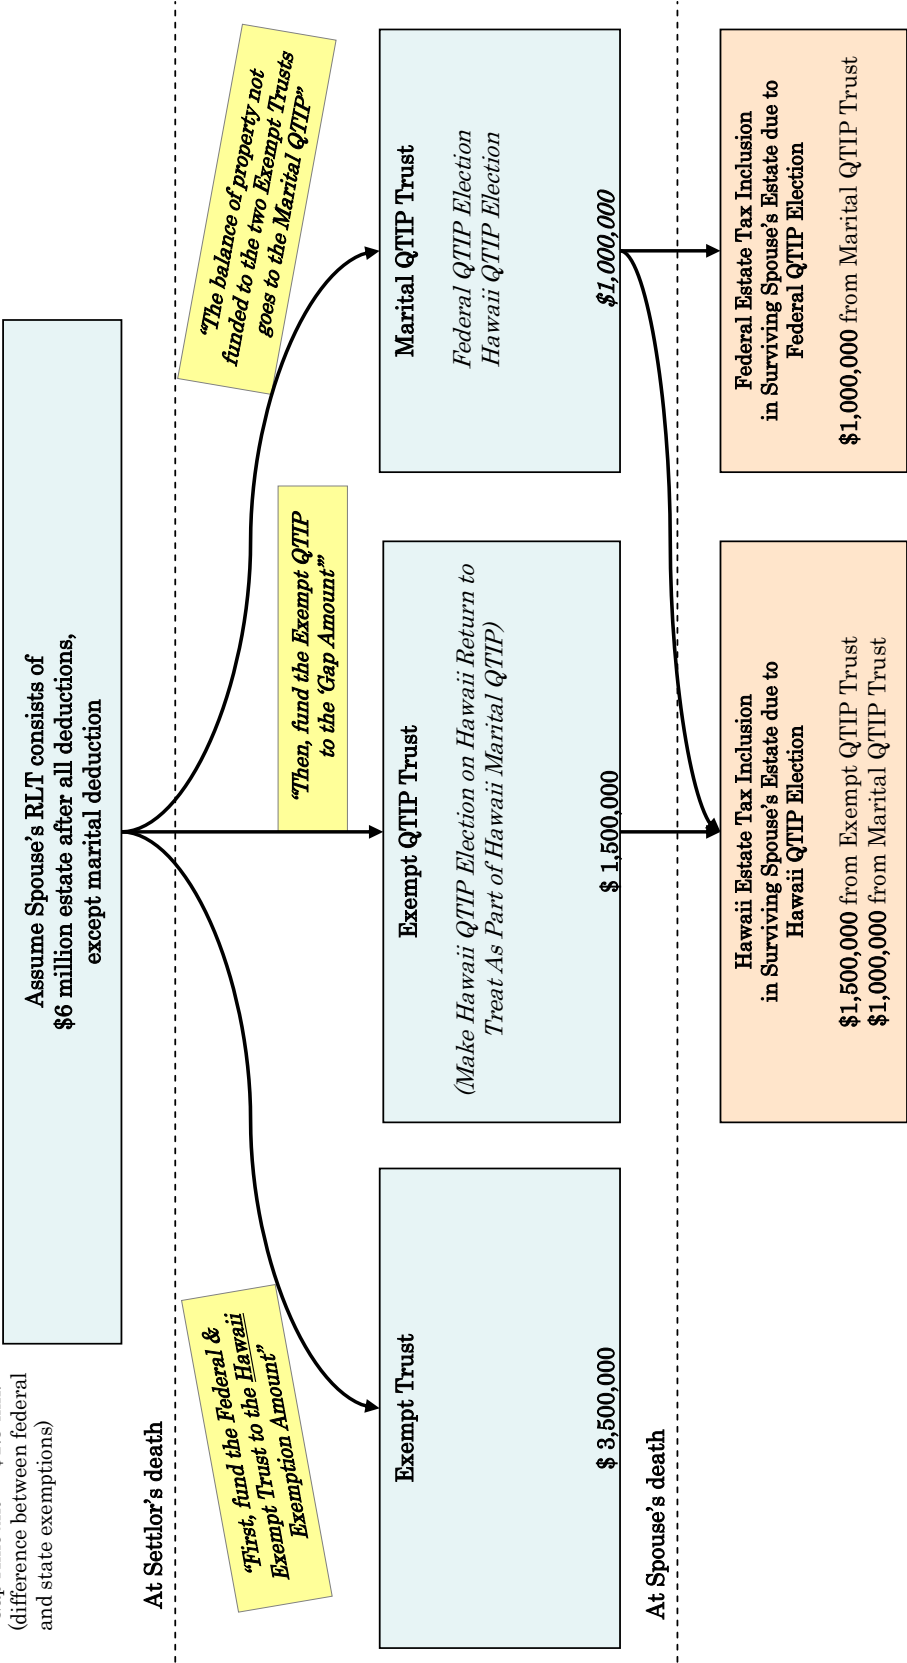 (difference between federal
and state exemptions)
Assume Spouse's RLT consists of
$6 million estate after all deductions,
except marital deduction
At Settlor's death
“First, fund the Federal &
Exempt Trust to the Hawaii
Exemption Amount”
“Then, fund the Exempt QTIP
to the ‘Gap Amount’”
“The balance of property not
funded to the two Exempt Trusts
goes to the Marital QTIP”
Exempt Trust
$ 3,500,000
Exempt QTIP Trust
(Make Hawaii QTIP Election on Hawaii Return to
Treat As Part of Hawaii Marital QTIP)
$ 1,500,000
Marital QTIP Trust
Federal QTIP Election
Hawaii QTIP Election
$1,000,000
At Spouse's death
Hawaii Estate Tax Inclusion
in Surviving Spouse's Estate due to
Hawaii QTIP Election
$1,500,000 from Exempt QTIP Trust
$1,000,000 from Marital QTIP Trust
Federal Estate Tax Inclusion
in Surviving Spouse's Estate due to
Federal QTIP Election
$1,000,000 from Marital QTIP Trust